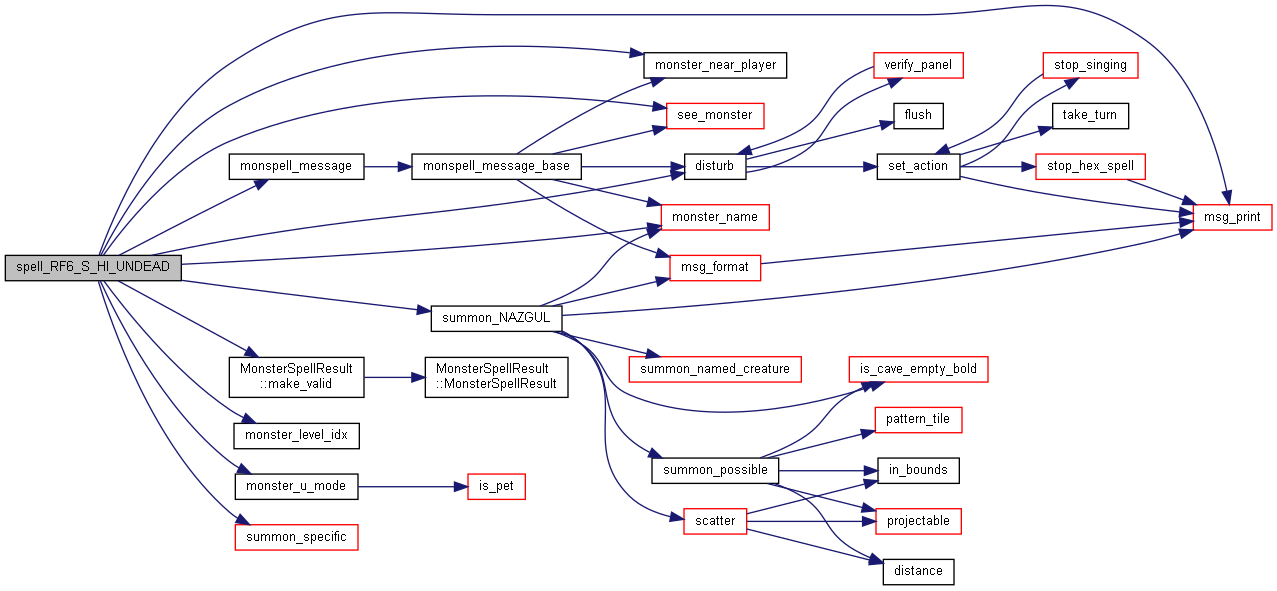 spell_RF6_S_HI_UNDEAD
monspell_message
MonsterSpellResult
::make_valid
monster_level_idx
monster_u_mode
summon_specific
monspell_message_base
summon_NAZGUL
MonsterSpellResult
::MonsterSpellResult
is_pet
monster_near_player
see_monster
disturb
monster_name
msg_format
summon_named_creature
summon_possible
scatter
verify_panel
flush
set_action
is_cave_empty_bold
pattern_tile
in_bounds
projectable
distance
stop_singing
take_turn
stop_hex_spell
msg_print